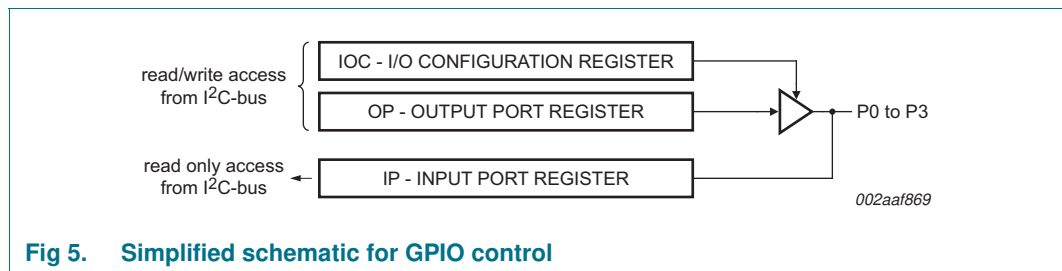 read/write access
from I2C-bus
IOC - I/O CONFIGURATION REGISTER
OP - OUTPUT PORT REGISTER
P0 to P3
read only access
from I2C-bus
IP - INPUT PORT REGISTER
002aaf869
Fig 5. Simplified schematic for GPIO control